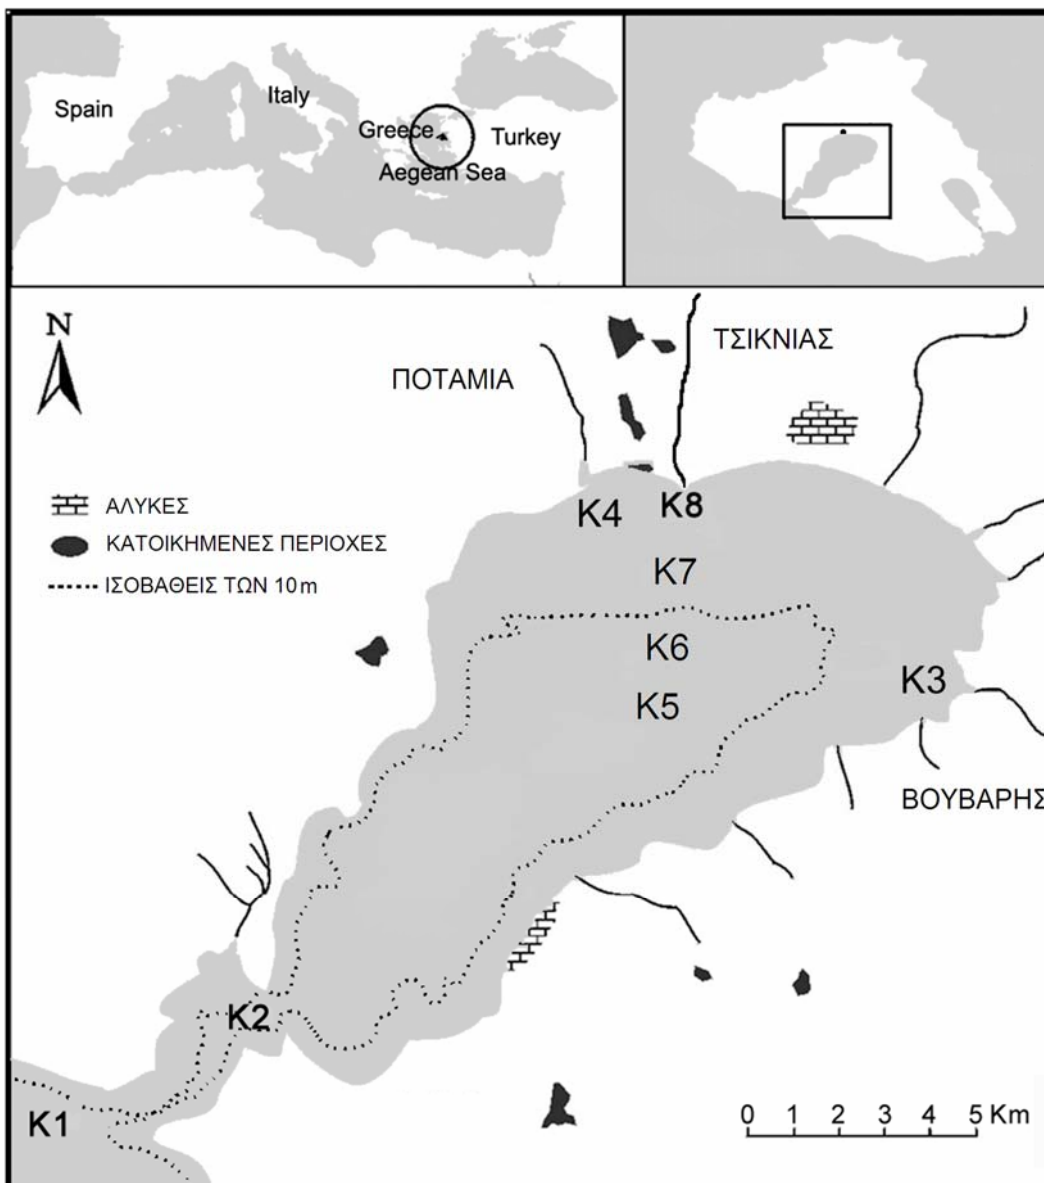 Spain
Italy
Greece
Turkey
Aegean Sea
N
ΠΟΤΑΜΙΑ
ΤΣΙΚΝΙΑΣ
ΑΛΥΚΕΣ
ΚΑΤΟΙΚΗΜΕΝΕΣ ΠΕΡΙΟΧΕΣ
ΙΣΟΒΑΘΕΙΣ ΤΩΝ 10 m
K4
K8
K7
K6
K5
K3
ΒΟΥΒΑΡΗΣ
K2
K1
0 1 2 3 4 5 Km